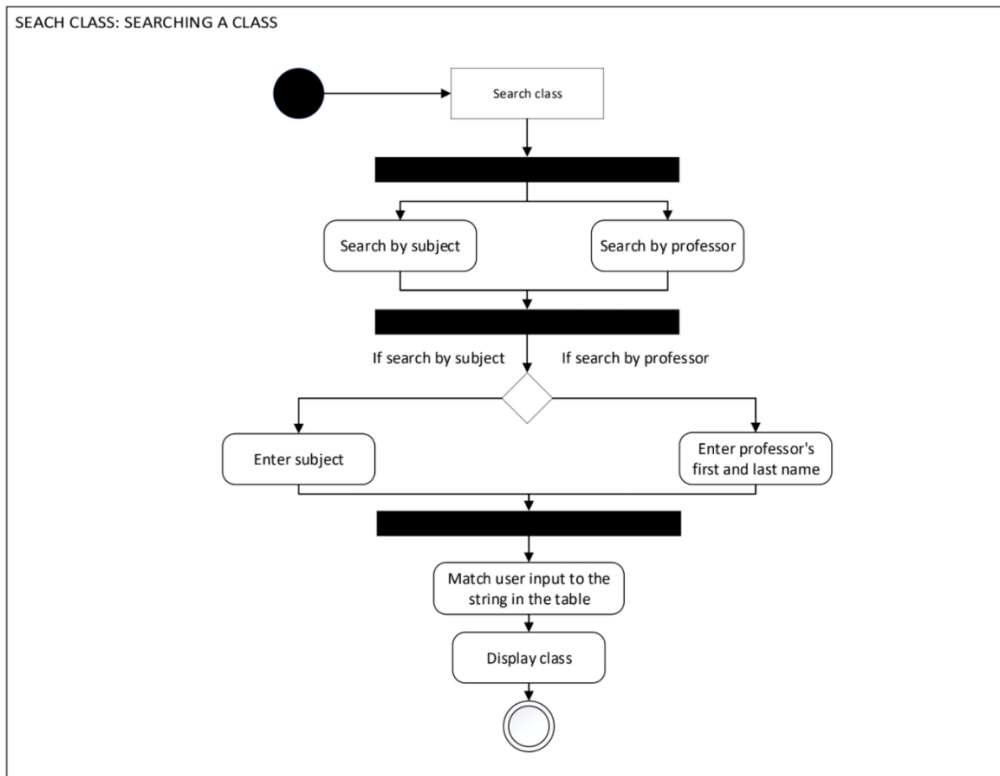 SEACH CLASS: SEARCHING A CLASS
Search class
Search by subject
Search by professor
If search by subject
If search by professor
Enter subject
Enter professor's
first and last name
Match user input to the
string in the table
Display class